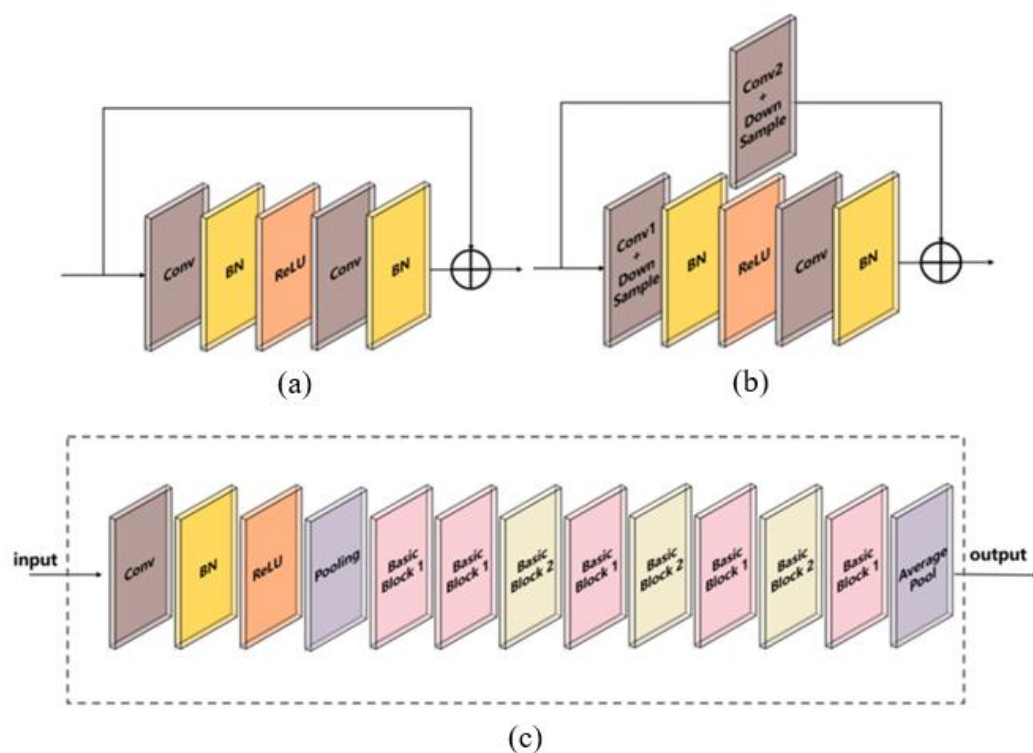 Conv
BN
ReLU
Conv
BN
(a)
Conv2
+
Down
Sample
Conv1
+
Down
Sample
BN
ReLU
Conv
BN
(b)
input
Conv
BN
ReLU
Pooling
Basic
Block 1
Basic
Block 1
Basic
Block 2
Basic
Block 1
Basic
Block 2
Basic
Block 1
Basic
Block 2
Basic
Block 1
Average
Pool
output
(c)